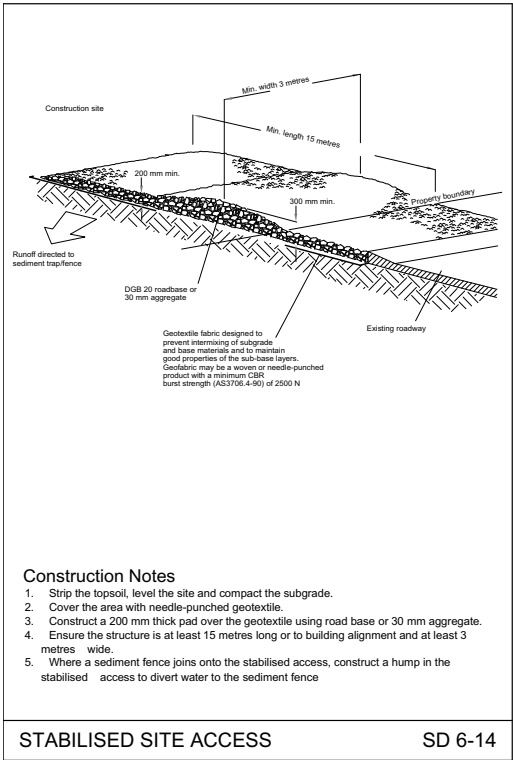 Min. width 3 metres
Construction site
Min. length 15 metres
200 mm min.
Property boundary
300 mm min.
Runoff directed to
sediment trap/fence
DGB 20 roadbase or
30 mm aggregate
Existing roadway
Geotextile fabric designed to
prevent intermixing of subgrade
and base materials and to maintain
good properties of the sub-base layers.
Geofabric may be a woven or needle-punched
product with a minimum CBR
burst strength (AS3706.4-90) of 2500 N
Construction Notes
1. Strip the topsoil, level the site and compact the subgrade.
2. Cover the area with needle-punched geotextile.
3. Construct a 200 mm thick pad over the geotextile using road base or 30 mm aggregate.
4. Ensure the structure is at least 15 metres long or to building alignment and at least 3
metres wide.
5. Where a sediment fence joins onto the stabilised access, construct a hump in the
stabilised access to divert water to the sediment fence
STABILISED SITE ACCESS SD 6-14